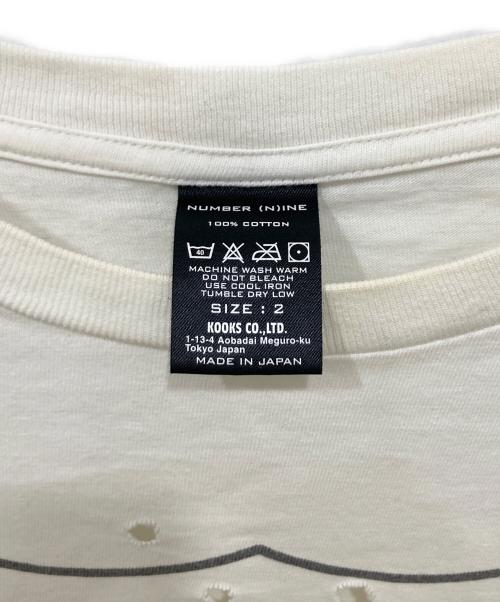 NUMBER (N)INE
100% COTTON
40
MACHINE WASH WARM
DO NOT BLEACH
USE COOL IRON
TUMBLE DRY LOW
SIZE : 2
KOOKS CO.,LTD.
1-13-4 Aobadai Meguro-ku
Tokyo Japan
MADE IN JAPAN